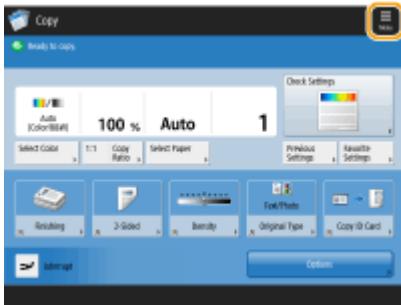 Copy
Menu
Ready to copy.
Check Settings
Auto
(Color/B&W)
100 %
Auto
1
Select Color
1:1
Copy
Ratio
Select Paper
Previous
Settings
Favorite
Settings
Text/Photo
Finishing
2-Sided
Density
Original Type
Copy ID Card
Interrupt
Options